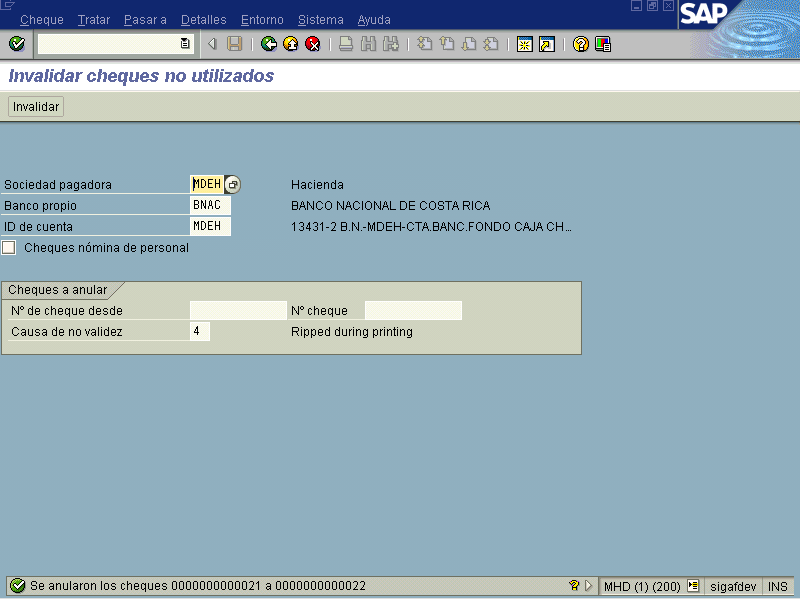 Cheque Tratar Pasar a Detalles Entorno Sistema Ayuda
SAP
Invalidar cheques no utilizados
Invalidar
Sociedad pagadora MDEH Hacienda
Banco propio BNAC BANCO NACIONAL DE COSTA RICA
ID de cuenta MDEH 13431-2 B.N.-MDEH-CTA.BANC.FONDO CAJA CH...
Cheques nómina de personal
Cheques a anular
Nº de cheque desde Nº cheque
Causa de no validez 4 Ripped during printing
Se anularon los cheques 0000000000021 a 0000000000022 MHD (1) (200) sigafdev INS